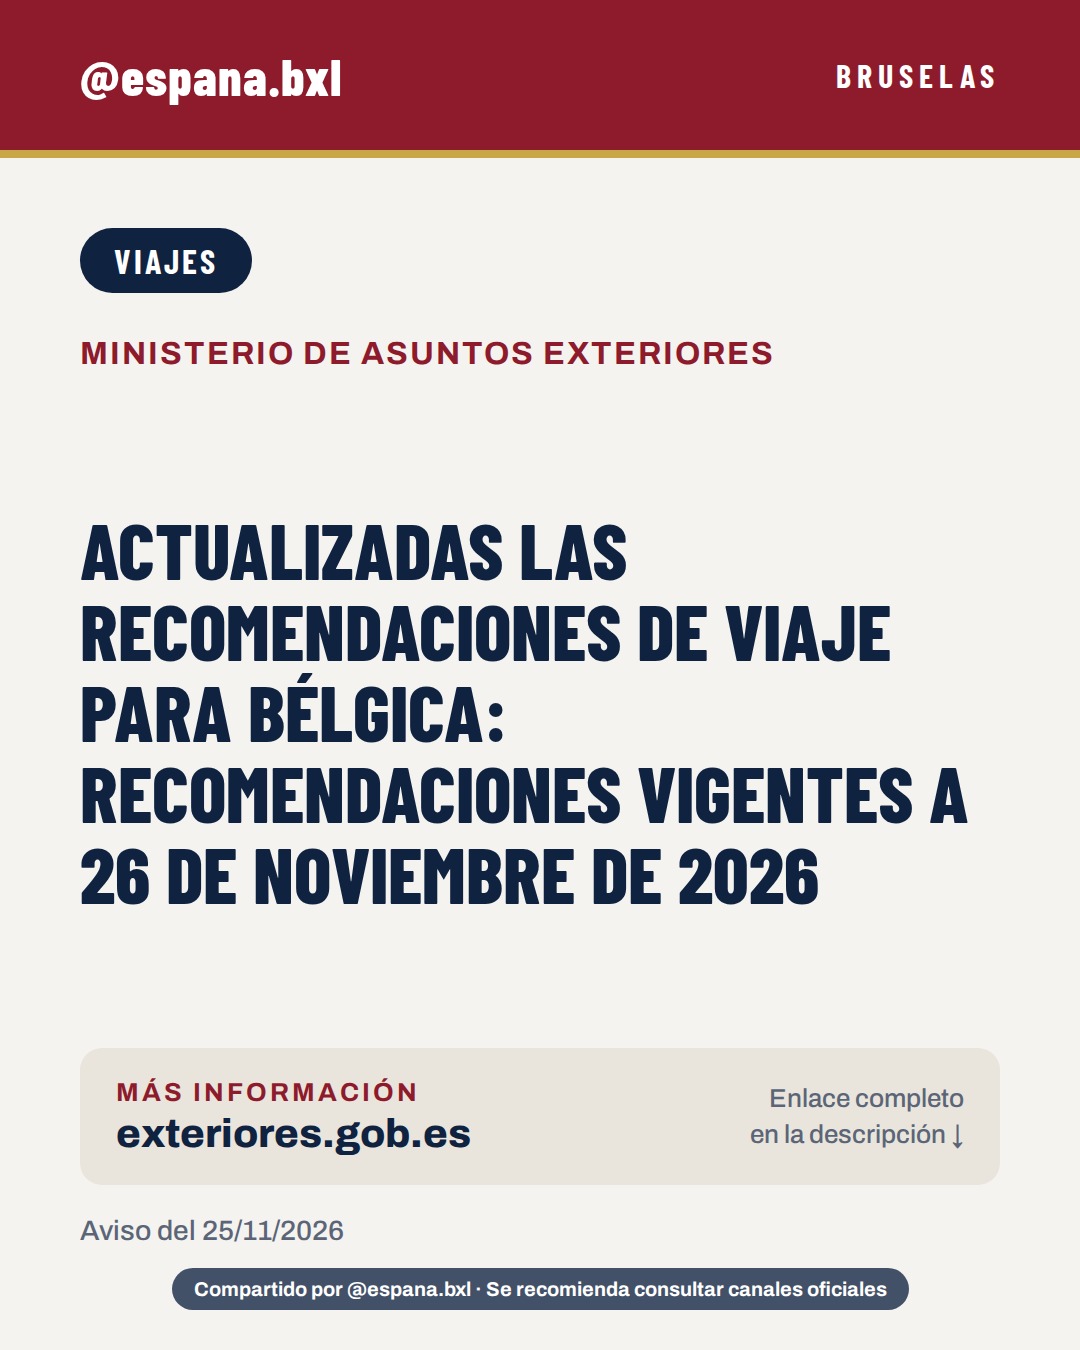 @espana.bxl
BRUSELAS
VIAJES
MINISTERIO DE ASUNTOS EXTERIORES
ACTUALIZADAS LAS
RECOMENDACIONES DE VIAJE
PARA BÉLGICA:
RECOMENDACIONES VIGENTES A
26 DE NOVIEMBRE DE 2026
MÁS INFORMACIÓN
exteriores.gob.es
Enlace completo
en la descripción ↓
Aviso del 25/11/2026
Compartido por @espana.bxl · Se recomienda consultar canales oficiales